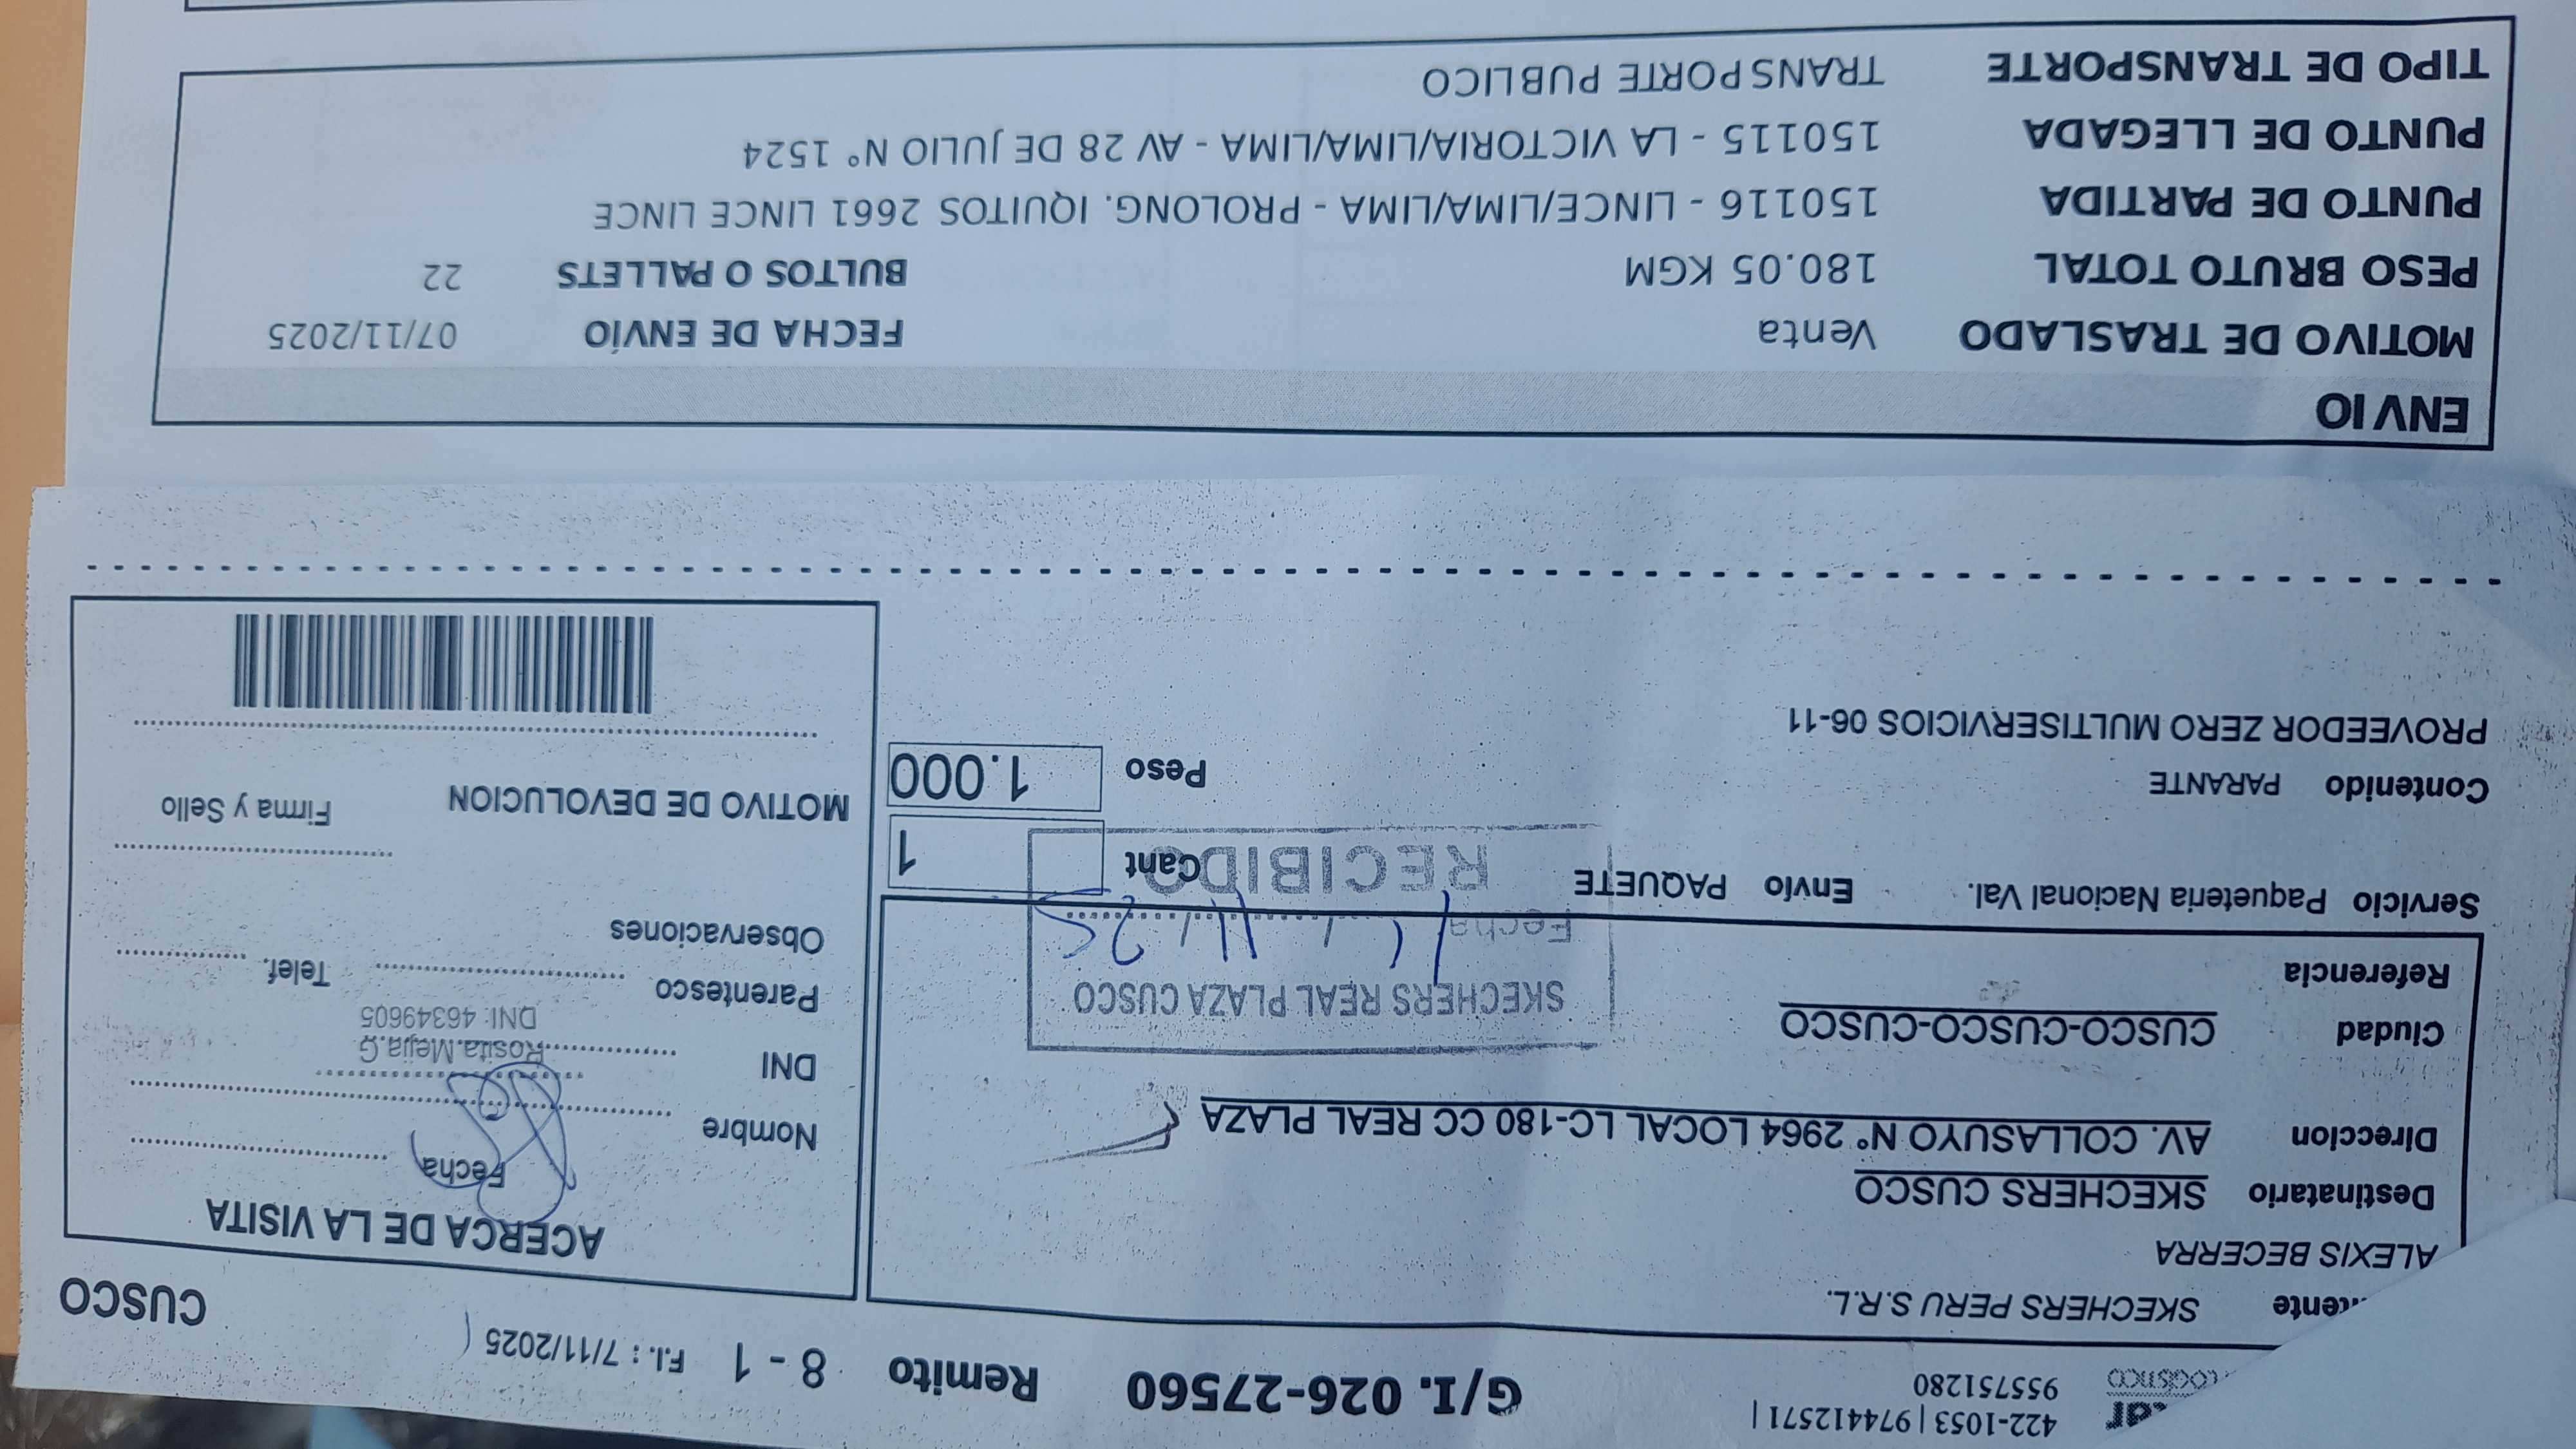 422-1053 | 974412571 |
955751280
G/I. 026-27560 Remito 8 - 1 F.I. : 7/11/2025 CUSCO
SKECHERS PERU S.R.L.
ALEXIS BECERRA
Destinatario SKECHERS CUSCO
Direccion AV. COLLASUYO N° 2964 LOCAL LC-180 CC REAL PLAZA
Ciudad CUSCO-CUSCO-CUSCO
Referencia
Servicio Paqueteria Nacional Val. Envío PAQUETE Cant 1
Contenido PARANTE Peso 1.000
PROVEEDOR ZERO MULTISERVICIOS 06-11
SKECHERS REAL PLAZA CUSCO
Fecha
RECIBIDO
ACERCA DE LA VISITA
Fecha
Nombre
DNI
Rosita.Mejia.G
DNI: 46349605
Parentesco Telef.
Observaciones
MOTIVO DE DEVOLUCION Firma y Sello
ENVIO
MOTIVO DE TRASLADO Venta FECHA DE ENVÍO 07/11/2025
PESO BRUTO TOTAL 180.05 KGM BULTOS O PALLETS 22
PUNTO DE PARTIDA 150116 - LINCE/LIMA/LIMA - PROLONG. IQUITOS 2661 LINCE LINCE
PUNTO DE LLEGADA 150115 - LA VICTORIA/LIMA/LIMA - AV 28 DE JULIO N° 1524
TIPO DE TRANSPORTE TRANSPORTE PUBLICO